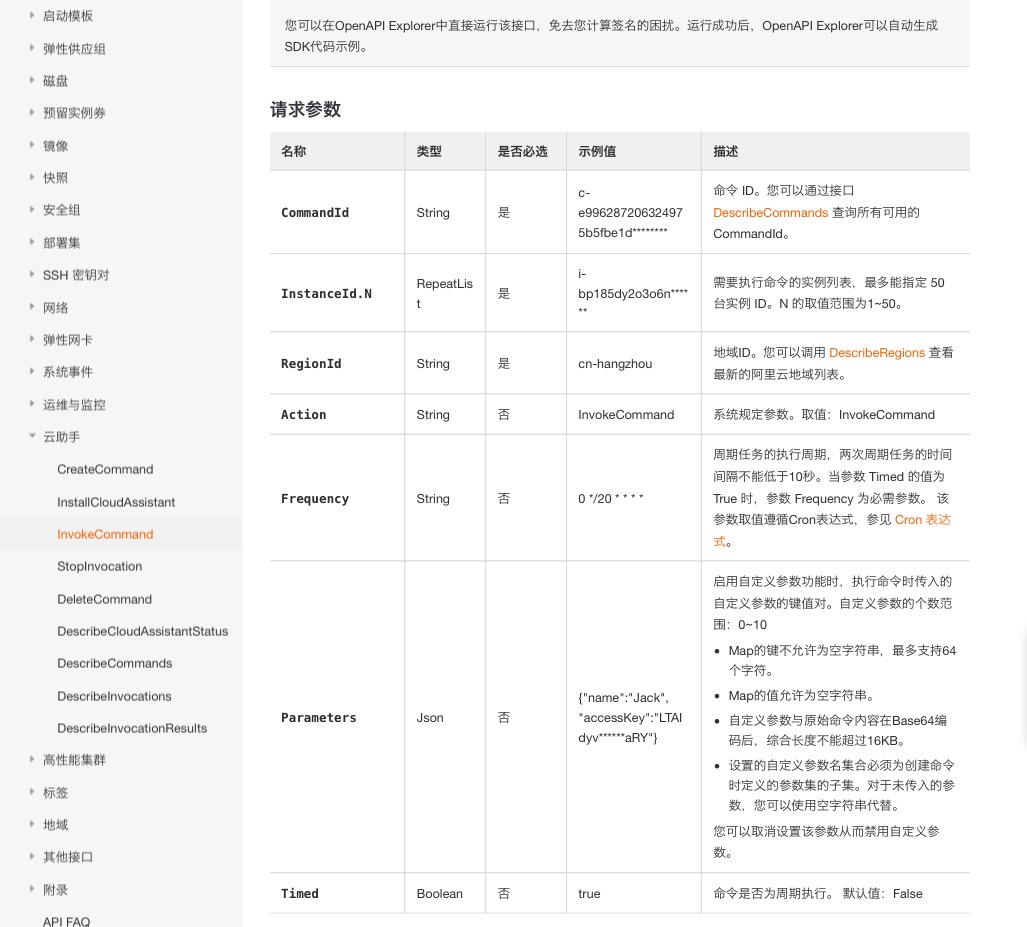 启动模板
弹性供应组
磁盘
预留实例券
镜像
快照
安全组
部署集
SSH 密钥对
网络
弹性网卡
系统事件
运维与监控
云助手
CreateCommand
InstallCloudAssistant
InvokeCommand
StopInvocation
DeleteCommand
DescribeCloudAssistantStatus
DescribeCommands
DescribeInvocations
DescribeInvocationResults
高性能集群
标签
地域
其他接口
附录
API FAQ
您可以在OpenAPI Explorer中直接运行该接口，免去您计算签名的困扰。运行成功后，OpenAPI Explorer可以自动生成
SDK代码示例。
请求参数
名称 类型 是否必选 示例值 描述
CommandId String 是
c-
e99628720632497
5b5fbe1d********
命令 ID。您可以通过接口
DescribeCommands 查询所有可用的
CommandId。
InstanceId.N
RepeatLis
t
是
i-
bp185dy2o3o6n****
**
需要执行命令的实例列表，最多能指定 50
台实例 ID。N 的取值范围为1~50。
RegionId String 是 cn-hangzhou
地域ID。您可以调用 DescribeRegions 查看
最新的阿里云地域列表。
Action String 否 InvokeCommand 系统规定参数。取值：InvokeCommand
Frequency String 否 0 */20 * * * *
周期任务的执行周期，两次周期任务的时间
间隔不能低于10秒。当参数 Timed 的值为
True 时，参数 Frequency 为必需参数。 该
参数取值遵循Cron表达式，参见 Cron 表达
式。
Parameters Json 否
{"name":"Jack",
"accessKey":"LTAI
dyv******aRY"}
启用自定义参数功能时，执行命令时传入的
自定义参数的键值对。自定义参数的个数范
围：0~10
• Map的键不允许为空字符串，最多支持64
个字符。
• Map的值允许为空字符串。
• 自定义参数与原始命令内容在Base64编
码后，综合长度不能超过16KB。
• 设置的自定义参数名集合必须为创建命令
时定义的参数集的子集。对于未传入的参
数，您可以使用空字符串代替。
您可以取消设置该参数从而禁用自定义参
数。
Timed Boolean 否 true 命令是否为周期执行。 默认值：False